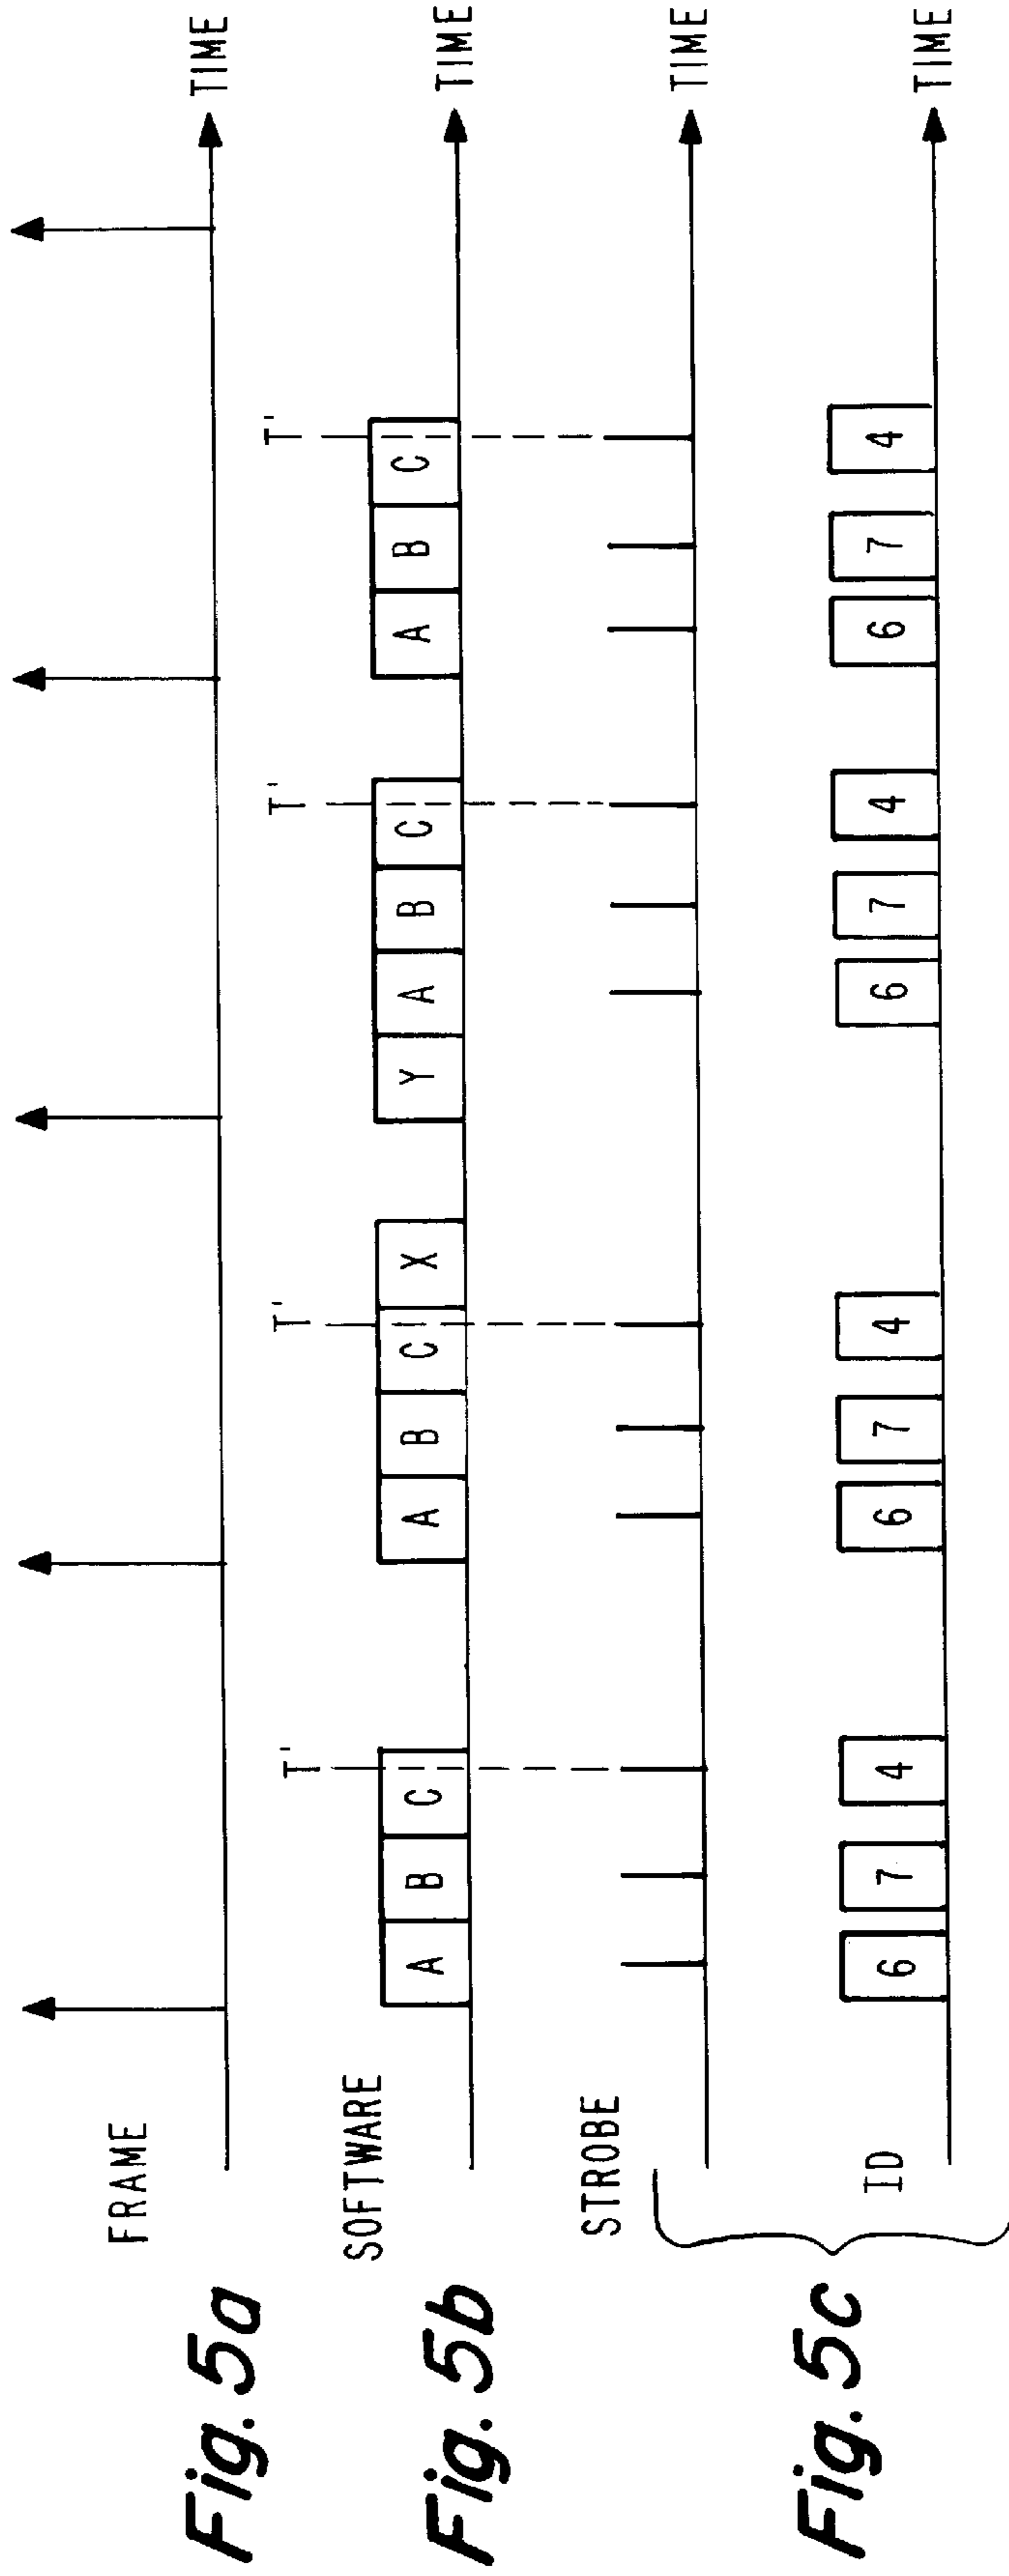 Fig. 5a
FRAME
TIME
Fig. 5b
SOFTWARE
T' T' T' T'
A B C A B C X Y A B C A B C
TIME
Fig. 5c
STROBE
TIME
ID
6 7 4 6 7 4 6 7 4 6 7 4
TIME